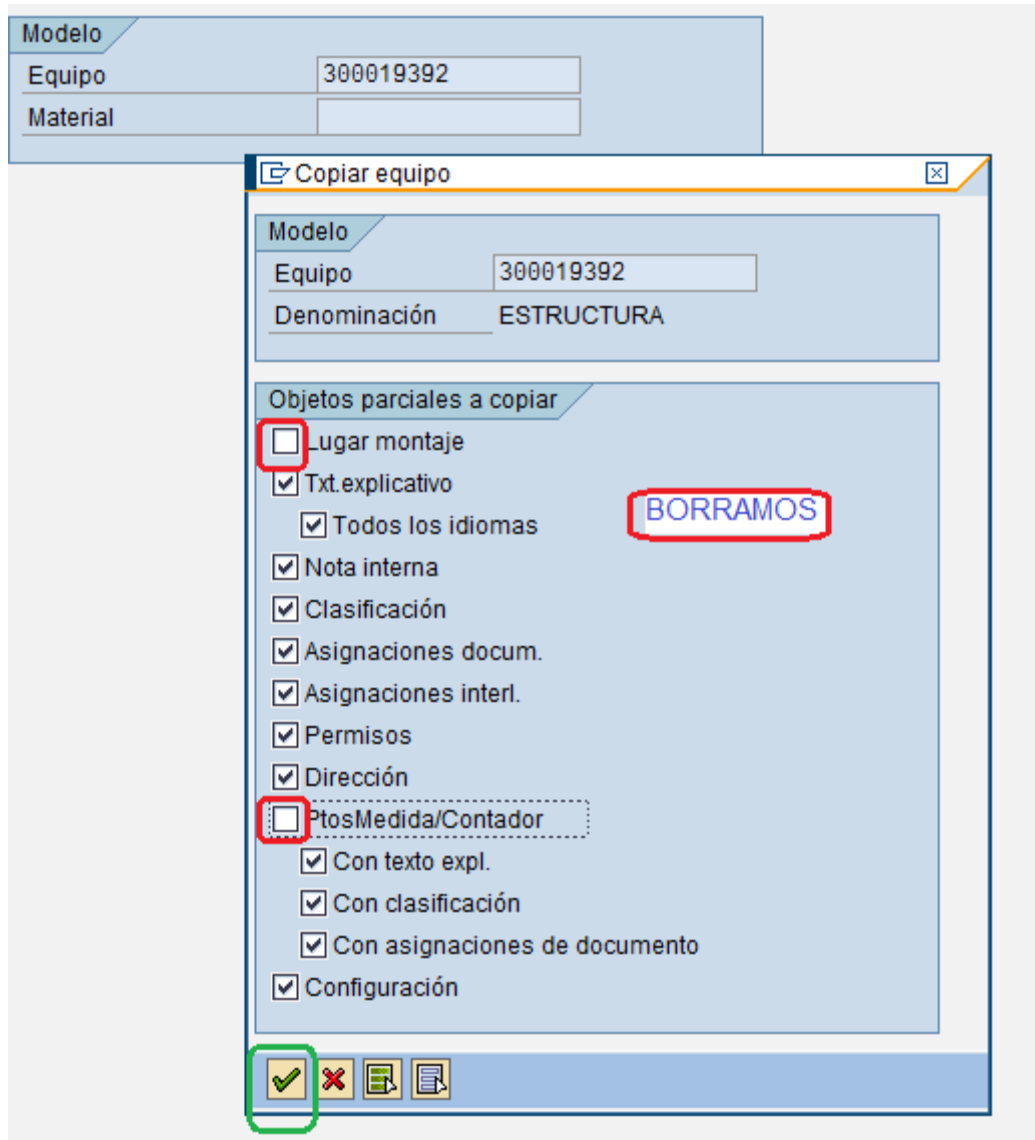 Modelo
Equipo 300019392
Material
Copiar equipo
Modelo
Equipo 300019392
Denominación ESTRUCTURA
Objetos parciales a copiar
Lugar montaje
Txt.explicativo
Todos los idiomas
BORRAMOS
Nota interna
Clasificación
Asignaciones docum.
Asignaciones interl.
Permisos
Dirección
PtosMedida/Contador
Con texto expl.
Con clasificación
Con asignaciones de documento
Configuración